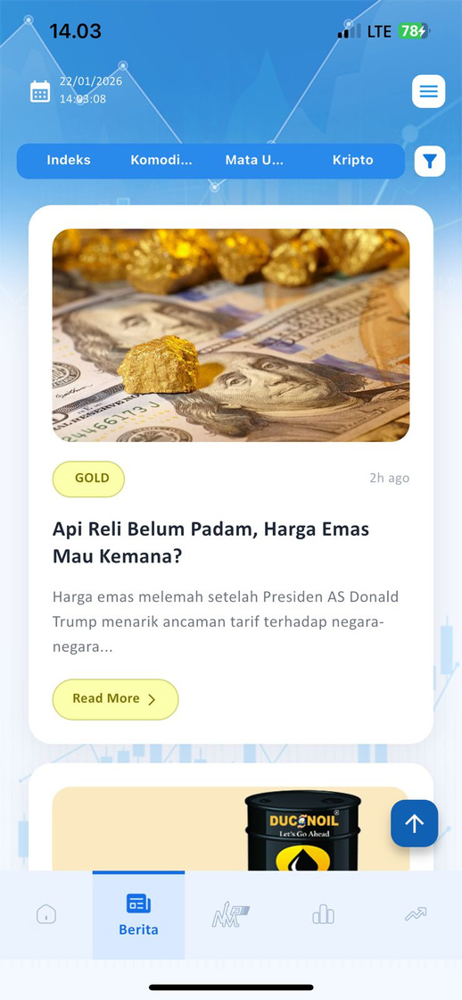 14.03
LTE 78
22/01/2026
14:03:08
Indeks Komodi... Mata U... Kripto
24466173 J
GOLD
2h ago
Api Reli Belum Padam, Harga Emas
Mau Kemana?
Harga emas melemah setelah Presiden AS Donald
Trump menarik ancaman tarif terhadap negara-
negara...
Read More
DUCONOIL
Let's Go Ahead
Berita